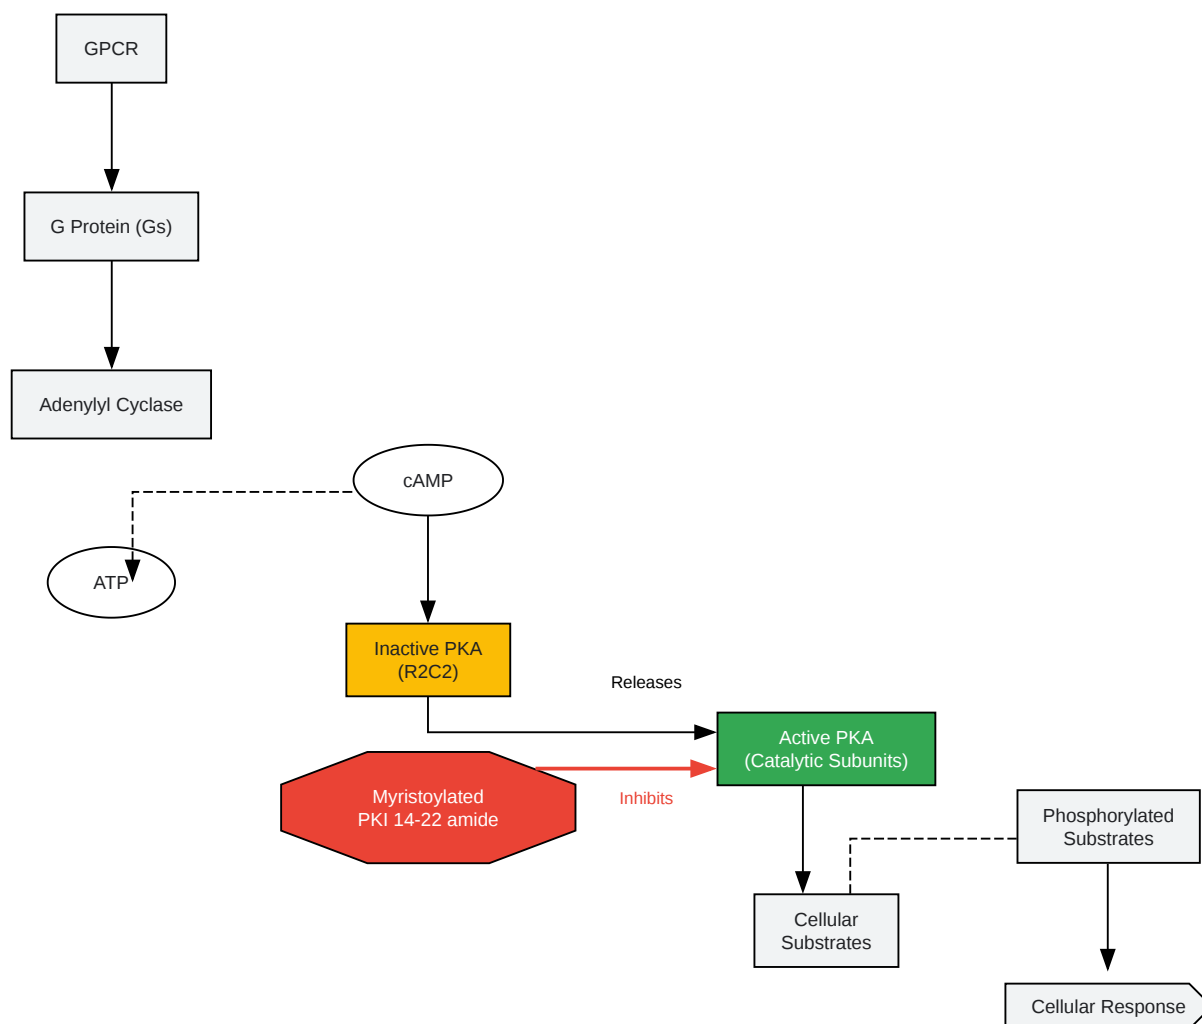 GPCR
G Protein (Gs)
Adenylyl Cyclase
cAMP
ATP
Inactive PKA
(R2C2)
Releases
Active PKA
(Catalytic Subunits)
Myristoylated
PKI 14-22 amide
Inhibits
Phosphorylated
Substrates
Cellular
Substrates
Cellular Response